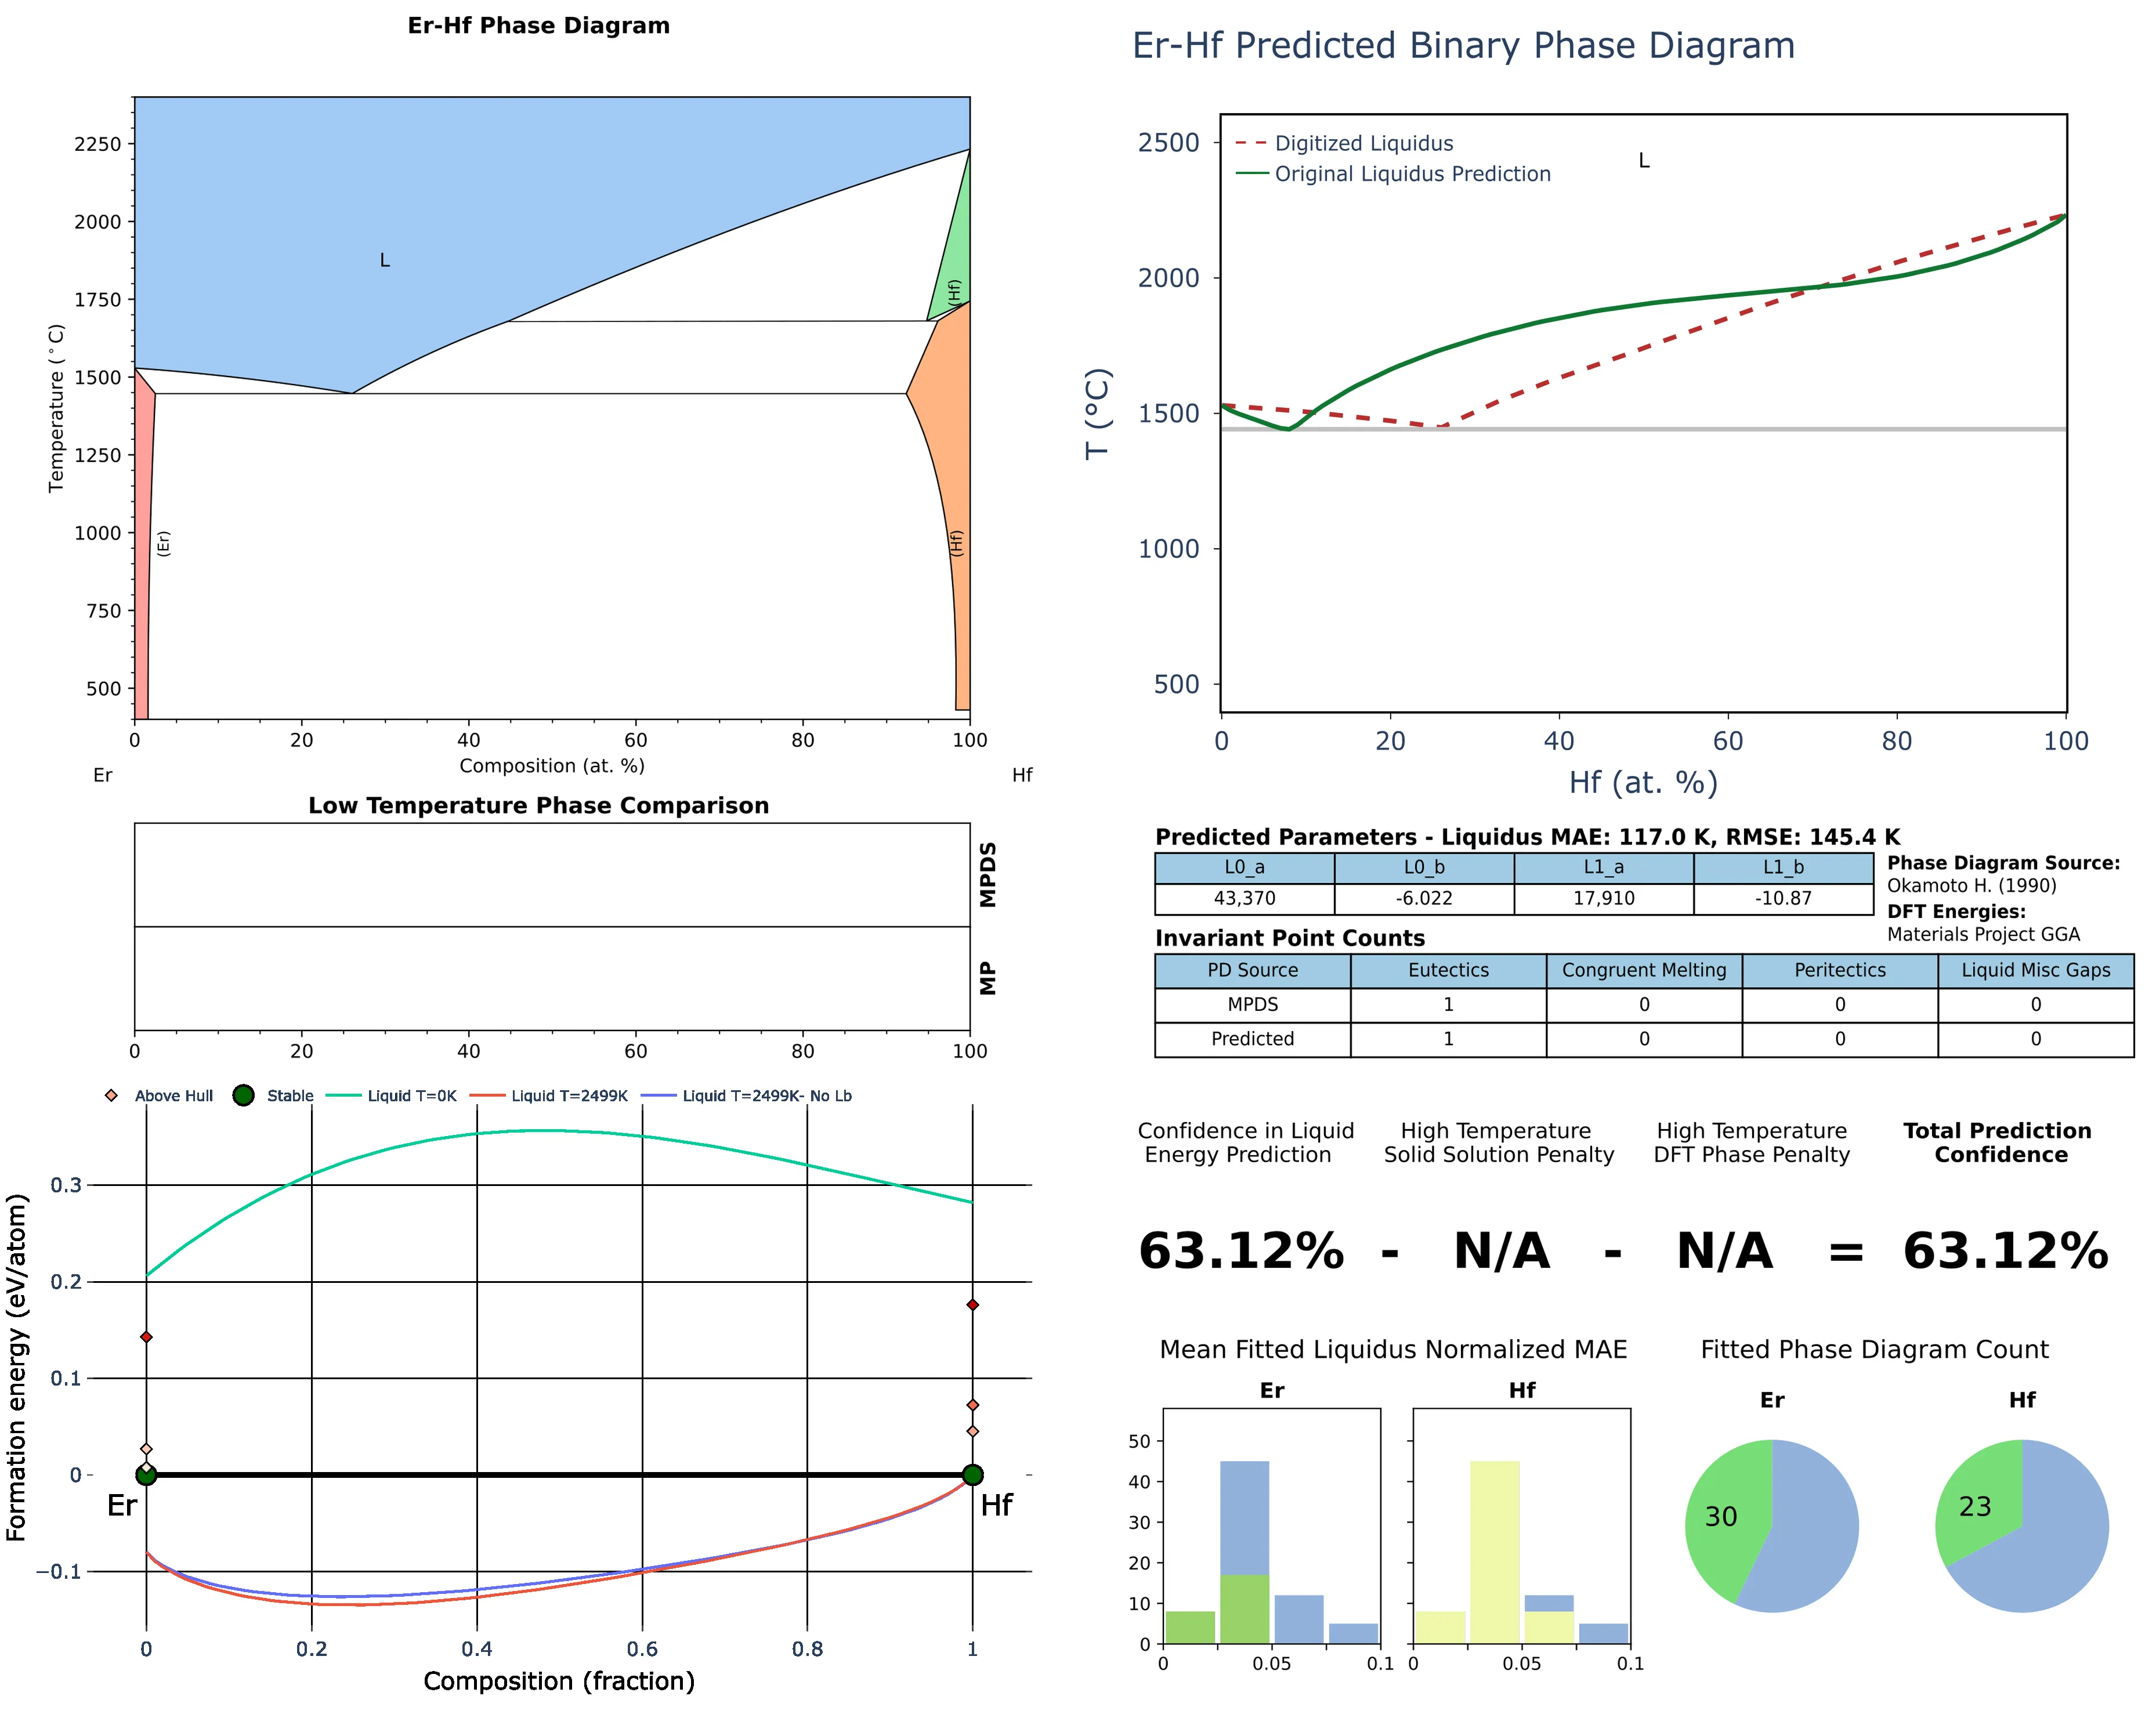 Er-Hf Phase Diagram
2250
2000
1750
1500
1250
1000
750
500
Temperature (°C)
L
(Er)
(Hf)
(Hf)
0 20 40 60 80 100
Composition (at. %)
Er Hf
Er-Hf Predicted Binary Phase Diagram
Digitized Liquidus
Original Liquidus Prediction
L
2500
2000
1500
1000
500
T (°C)
0 20 40 60 80 100
Hf (at. %)
Low Temperature Phase Comparison
MPDS
MP
0 20 40 60 80 100
Predicted Parameters - Liquidus MAE: 117.0 K, RMSE: 145.4 K
L0_a L0_b L1_a L1_b
43,370 -6.022 17,910 -10.87
Phase Diagram Source:
Okamoto H. (1990)
DFT Energies:
Materials Project GGA
Invariant Point Counts
PD Source Eutectics Congruent Melting Peritectics Liquid Misc Gaps
MPDS 1 0 0 0
Predicted 1 0 0 0
Above Hull Stable Liquid T=0K Liquid T=2499K Liquid T=2499K- No Lb
0.3
0.2
0.1
0
−0.1
Formation energy (eV/atom)
Er Hf
0 0.2 0.4 0.6 0.8 1
Composition (fraction)
Confidence in Liquid
Energy Prediction
High Temperature
Solid Solution Penalty
High Temperature
DFT Phase Penalty
Total Prediction
Confidence
63.12% - N/A - N/A = 63.12%
Mean Fitted Liquidus Normalized MAE
Er Hf
50
40
30
20
10
0
0 0.05 0.1
0 0.05 0.1
Fitted Phase Diagram Count
Er Hf
30 23